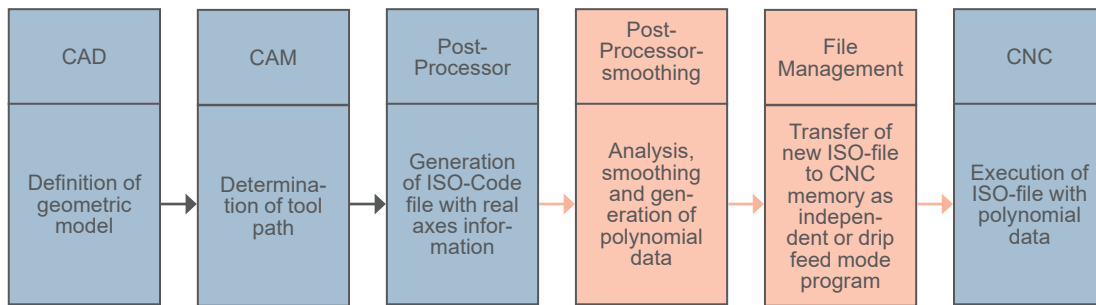 CAD
Definition of
geometric
model
CAM
Determina-
tion of tool
path
Post-
Processor
Generation
of ISO-Code
file with real
axes infor-
mation
Post-
Processor-
smoothing
Analysis,
smoothing
and gen-
eration of
polynomial
data
File
Management
Transfer of
new ISO-file
to CNC
memory as
indepen-
dent or drip
feed mode
program
CNC
Execution of
ISO-file with
polynomial
data